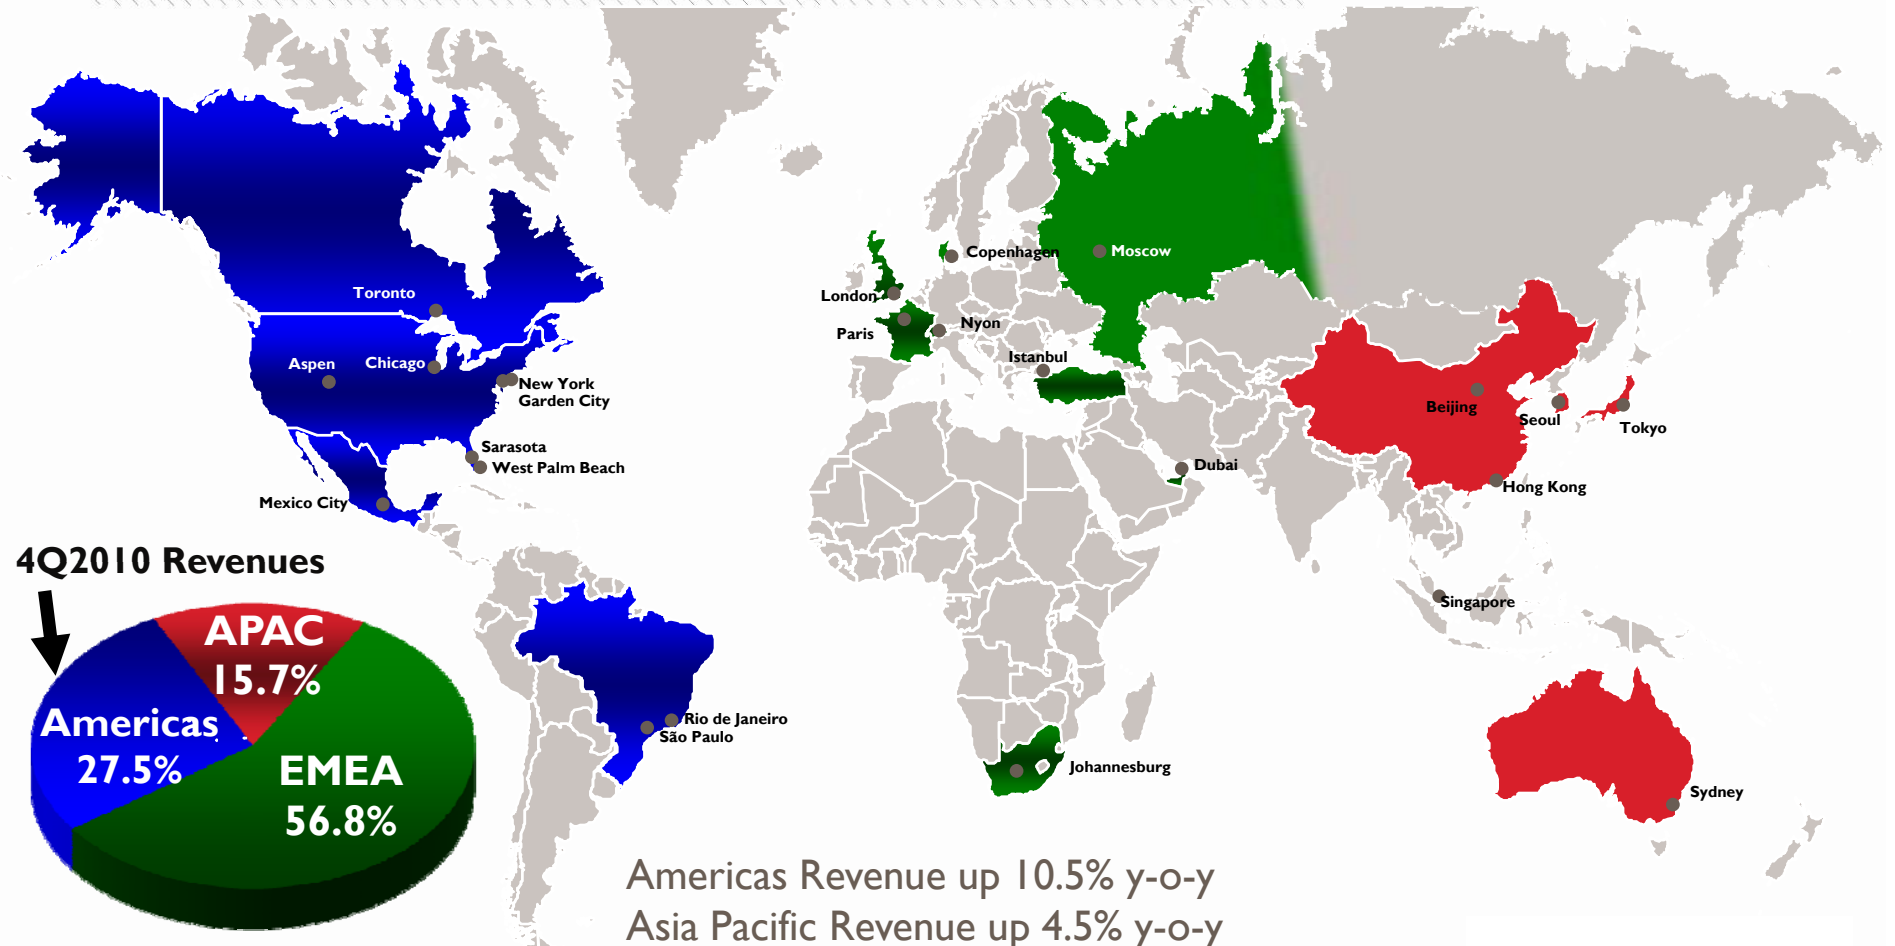 Toronto
Aspen
Chicago
New York
Garden City
Sarasota
West Palm Beach
Mexico City
Rio de Janeiro
São Paulo
Copenhagen
Moscow
London
Paris
Nyon
Istanbul
Dubai
Johannesburg
Beijing
Seoul
Tokyo
Hong Kong
Singapore
Sydney
4Q2010 Revenues
APAC
15.7%
Americas
27.5%
EMEA
56.8%
Americas Revenue up 10.5% y-o-y
Asia Pacific Revenue up 4.5% y-o-y